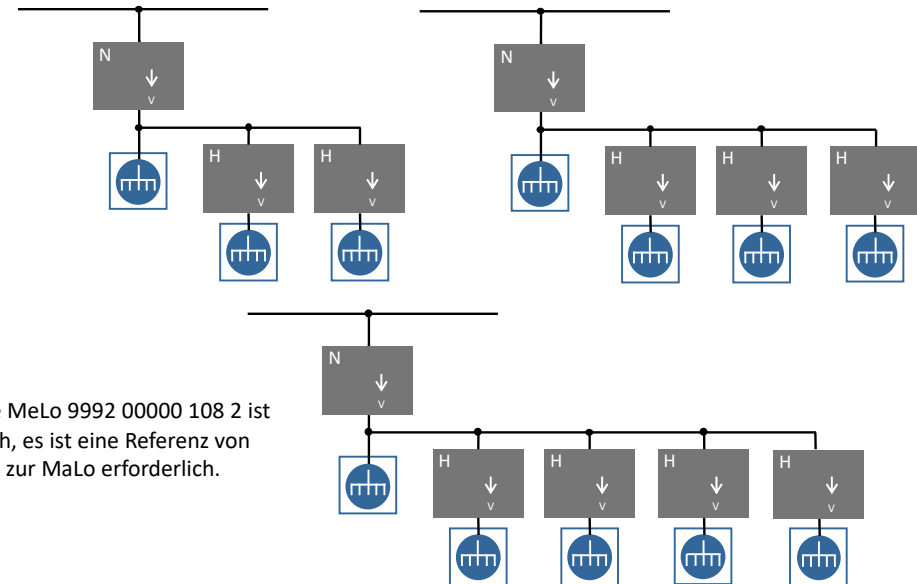 N
v
H
v
H
v
N
v
H
v
H
v
H
v
N
v
MeLo 9992 00000 108 2 ist
es ist eine Referenz von
zur MaLo erforderlich.
H
v
H
v
H
v
H
v